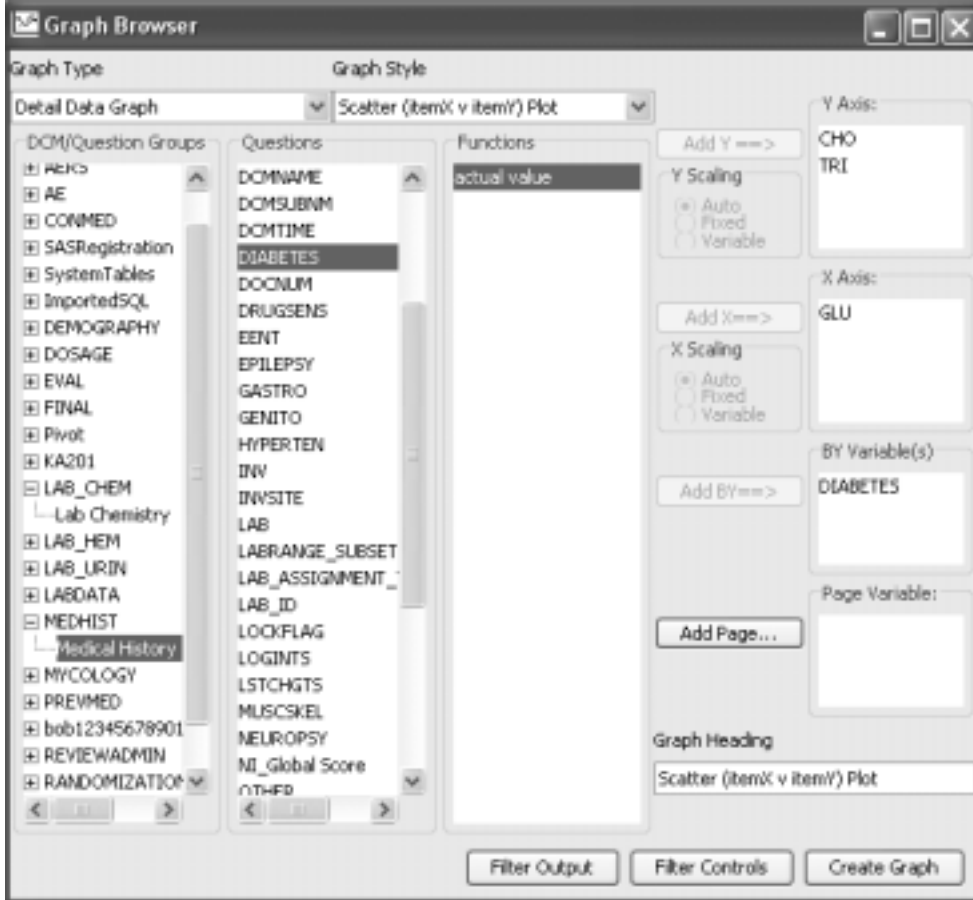 Graph Browser
Graph Type
Graph Style
Detail Data Graph
Scatter (itemX v itemY) Plot
DCM/Question Groups
AERS
AE
CONMED
SASRegistration
SystemTables
ImportedSQL
DEMOGRAPHY
DOSAGE
EVAL
FINAL
Pivot
KA201
LAB_CHEM
Lab Chemistry
LAB_HEM
LAB_URIN
LABDATA
MEDHIST
Medical History
MYCOLOGY
PREVMED
bob12345678901
REVIEWADMIN
RANDOMIZATION
Questions
DCMNAME
DCMSUBNM
DCMTIME
DIABETES
DOCNUM
DRUGSENS
EENT
EPILEPSY
GASTRO
GENITO
HYPERTEN
INV
INVSITE
LAB
LABRANGE_SUBSET
LAB_ASSIGNMENT_
LAB_ID
LOCKFLAG
LOGINTS
LSTCHGTS
MUSCSKEL
NEUROPSY
NI_Global Score
OTHER
Functions
actual value
Add Y ==>
Y Scaling
Auto
Fixed
Variable
Add X==>
X Scaling
Auto
Fixed
Variable
Add BY==>
Add Page...
Y Axis:
CHO
TRI
X Axis:
GLU
BY Variable(s)
DIABETES
Page Variable:
Graph Heading
Scatter (itemX v itemY) Plot
Filter Output
Filter Controls
Create Graph